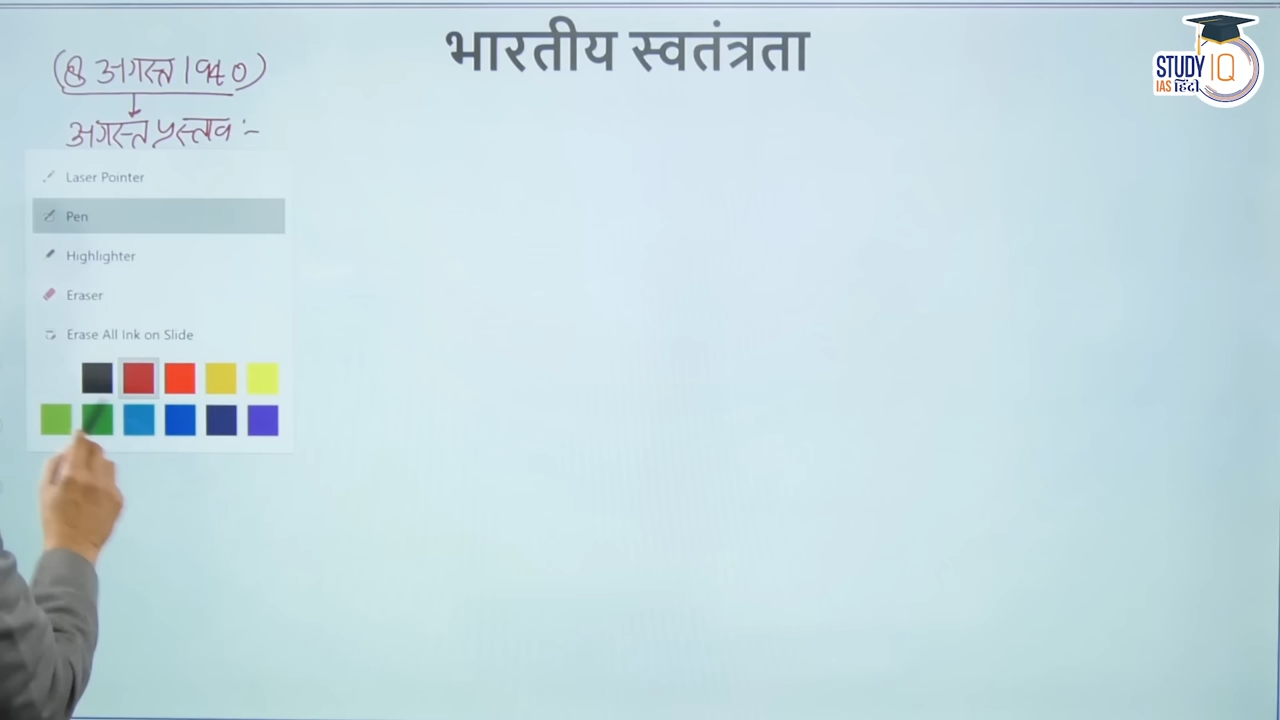 भारतीय स्वतंत्रता
STUDY IQ
IAS हिंदी
(8 अगस्त 1940)
अगस्त प्रस्ताव :-
Laser Pointer
Pen
Highlighter
Eraser
Erase All Ink on Slide